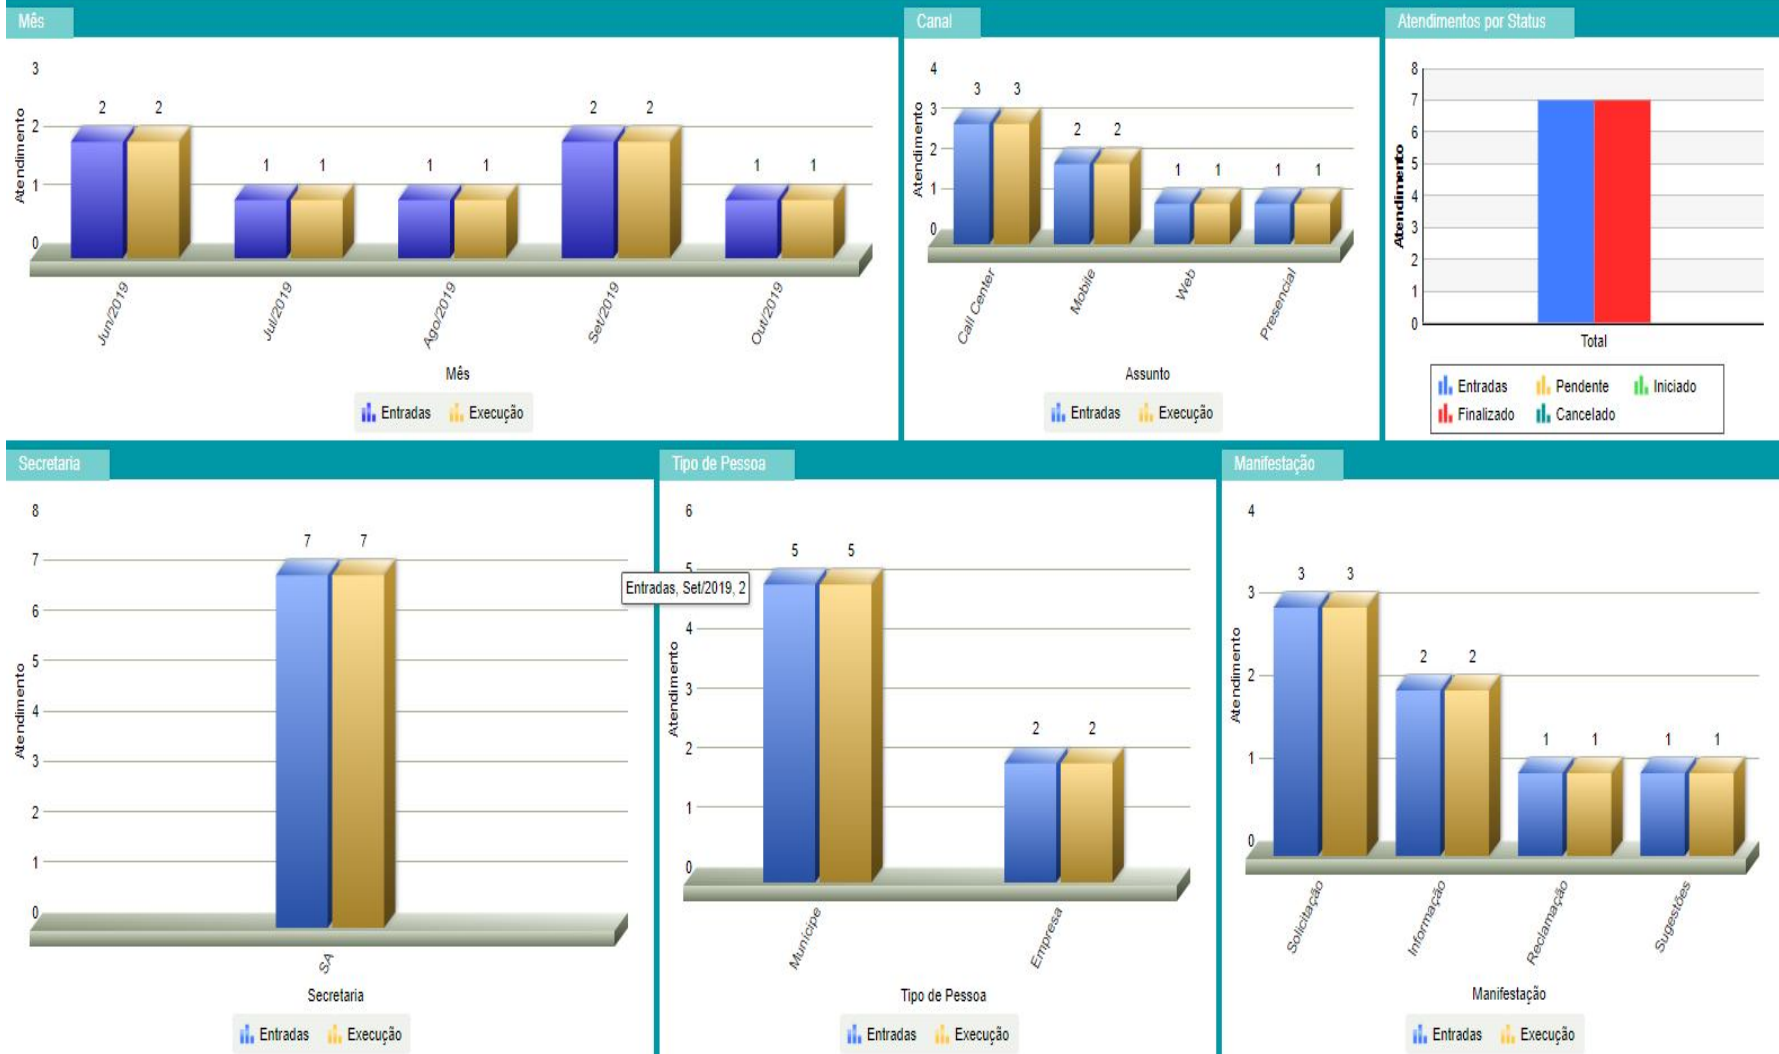 Mês
3
2
1
0
Atendimento
2 2
1 1
1 1
2 2
1 1
Jun/2019
Jul/2019
Ago/2019
Set/2019
Out/2019
Mês
Entradas Execução
Canal
4
3
2
1
0
Atendimento
3 3
2 2
1 1
1 1
Call Center
Mobile
Web
Presencial
Assunto
Entradas Execução
Atendimentos por Status
8
7
6
5
4
3
2
1
0
Atendimento
Total
Entradas Pendente Iniciado
Finalizado Cancelado
Secretaria
8
7
6
5
4
3
2
1
0
Atendimento
7 7
SA
Secretaria
Entradas Execução
Tipo de Pessoa
6
5
4
3
2
1
0
Entradas, Set/2019, 2
Atendimento
5 5
2 2
Munícipe
Empresa
Tipo de Pessoa
Entradas Execução
Manifestação
4
3
2
1
0
Atendimento
3 3
2 2
1 1
1 1
Solicitação
Informação
Reclamação
Sugestões
Manifestação
Entradas Execução